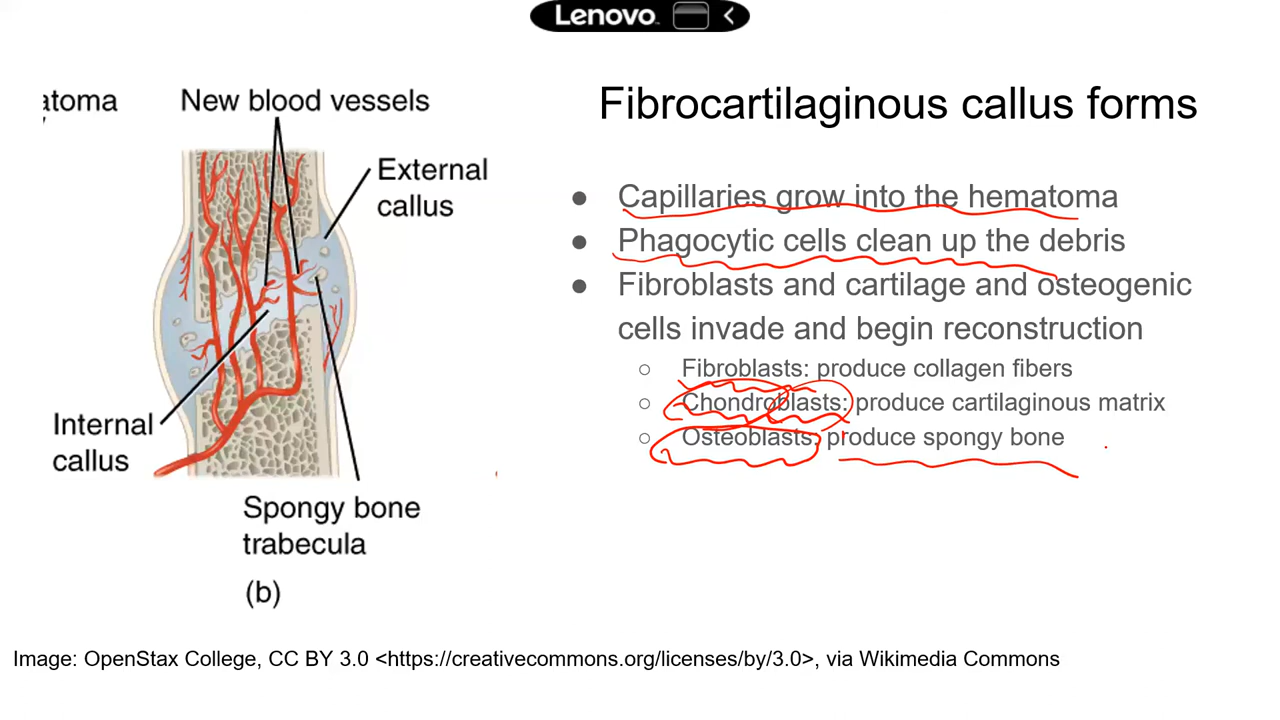 Lenovo
New blood vessels
External
callus
Internal
callus
Spongy bone
trabecula
(b)
Fibrocartilaginous callus forms
● Capillaries grow into the hematoma
● Phagocytic cells clean up the debris
● Fibroblasts and cartilage and osteogenic
cells invade and begin reconstruction
○ Fibroblasts: produce collagen fibers
○ Chondroblasts: produce cartilaginous matrix
○ Osteoblasts: produce spongy bone
Image: OpenStax College, CC BY 3.0 <https://creativecommons.org/licenses/by/3.0>, via Wikimedia Commons